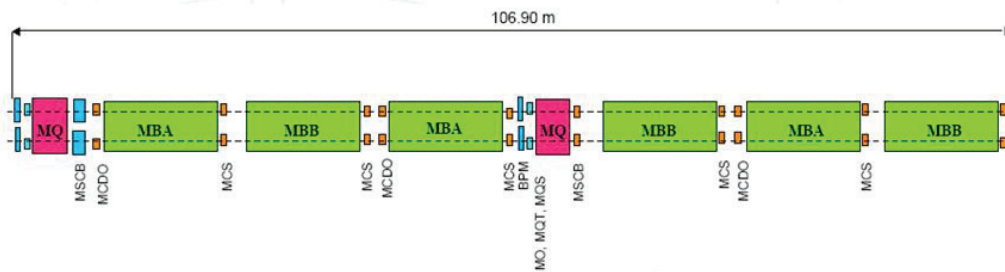 106.90 m
MQ
MBA
MBB
MBA
MQ
MBB
MBA
MBB
MSCB
MCDO
MCS
MCS
MCDO
MCS
BPM
MO, MQT, MQS
MSCB
MCS
MCDO
MCS